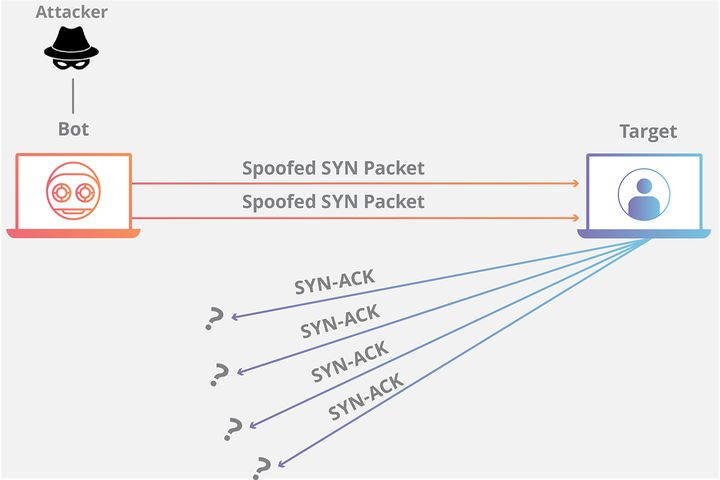 Attacker
Bot
Target
Spoofed SYN Packet
Spoofed SYN Packet
SYN-ACK
?
SYN-ACK
?
SYN-ACK
?
SYN-ACK
?